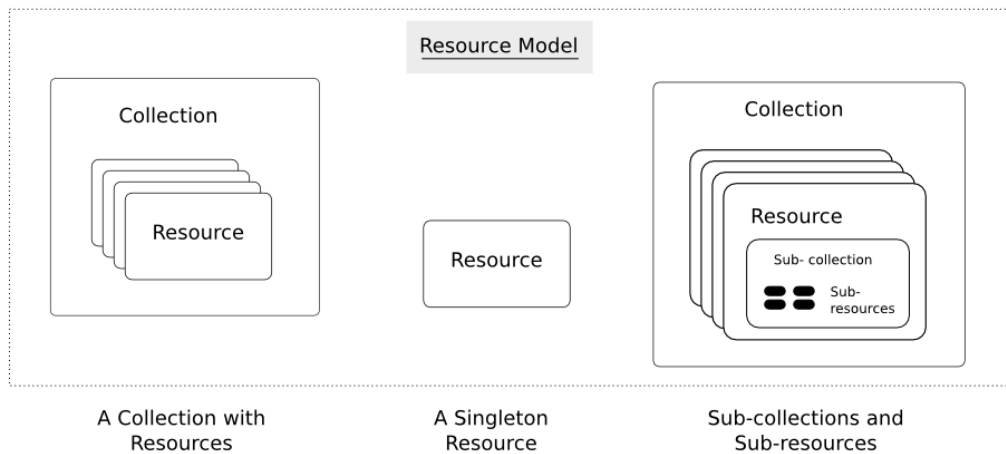 Resource Model
Collection
Resource
Resource
Collection
Resource
Sub- collection
Sub-
resources
A Collection with
Resources
A Singleton
Resource
Sub-collections and
Sub-resources